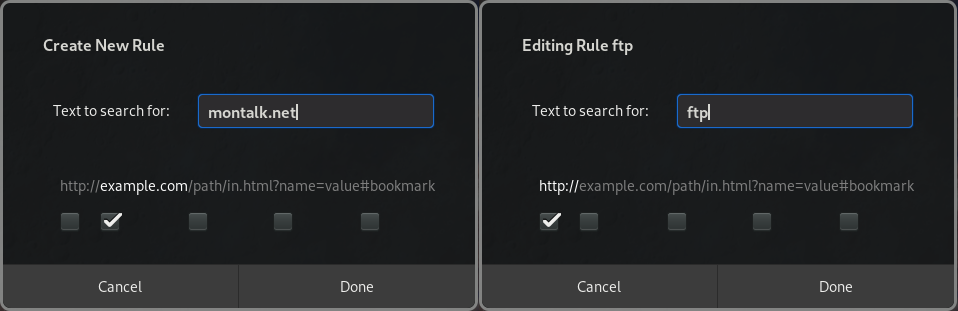 Create New Rule
Text to search for: montalk.net
http://example.com/path/in.html?name=value#bookmark
Cancel Done
Editing Rule ftp
Text to search for: ftp
http://example.com/path/in.html?name=value#bookmark
Cancel Done